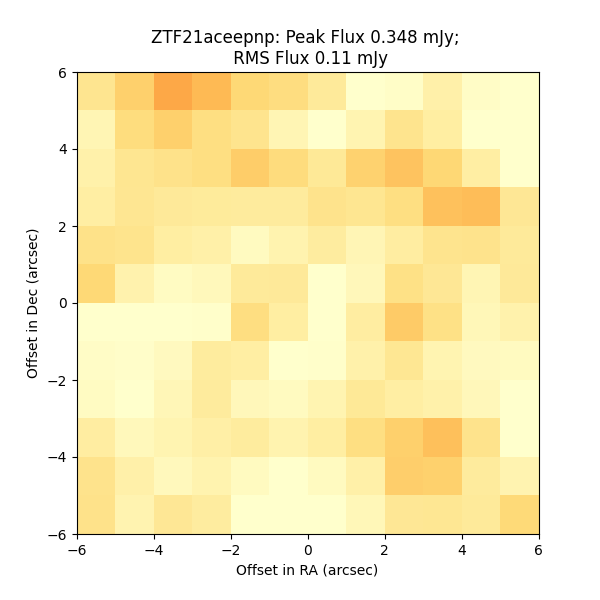 ZTF21aceepnp: Peak Flux 0.348 mJy;
RMS Flux 0.11 mJy
6
4
2
0
−2
−4
−6
Offset in Dec (arcsec)
−6 −4 −2 0 2 4 6
Offset in RA (arcsec)